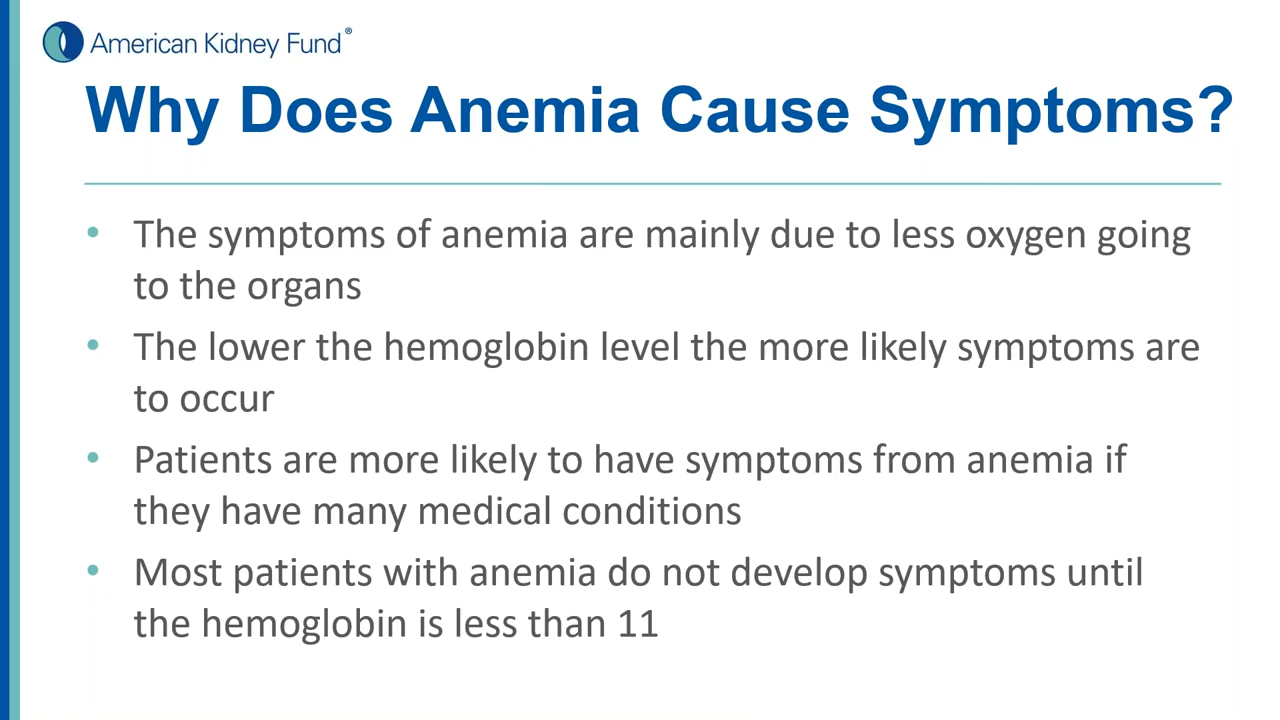 American Kidney Fund®
Why Does Anemia Cause Symptoms?
• The symptoms of anemia are mainly due to less oxygen going
to the organs
• The lower the hemoglobin level the more likely symptoms are
to occur
• Patients are more likely to have symptoms from anemia if
they have many medical conditions
• Most patients with anemia do not develop symptoms until
the hemoglobin is less than 11